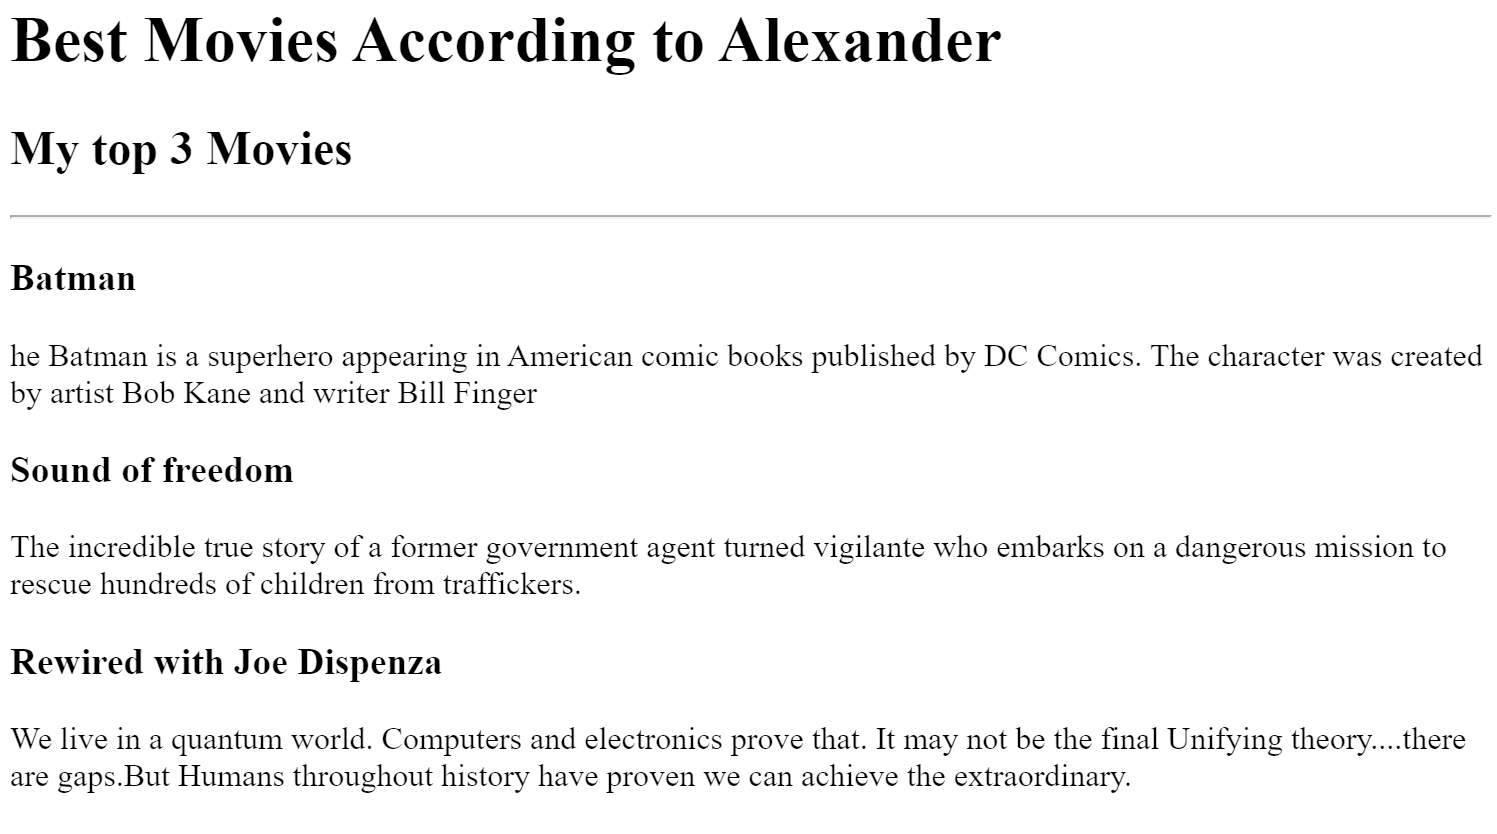 Best Movies According to Alexander
My top 3 Movies
Batman
he Batman is a superhero appearing in American comic books published by DC Comics. The character was created
by artist Bob Kane and writer Bill Finger
Sound of freedom
The incredible true story of a former government agent turned vigilante who embarks on a dangerous mission to
rescue hundreds of children from traffickers.
Rewired with Joe Dispenza
We live in a quantum world. Computers and electronics prove that. It may not be the final Unifying theory....there
are gaps.But Humans throughout history have proven we can achieve the extraordinary.